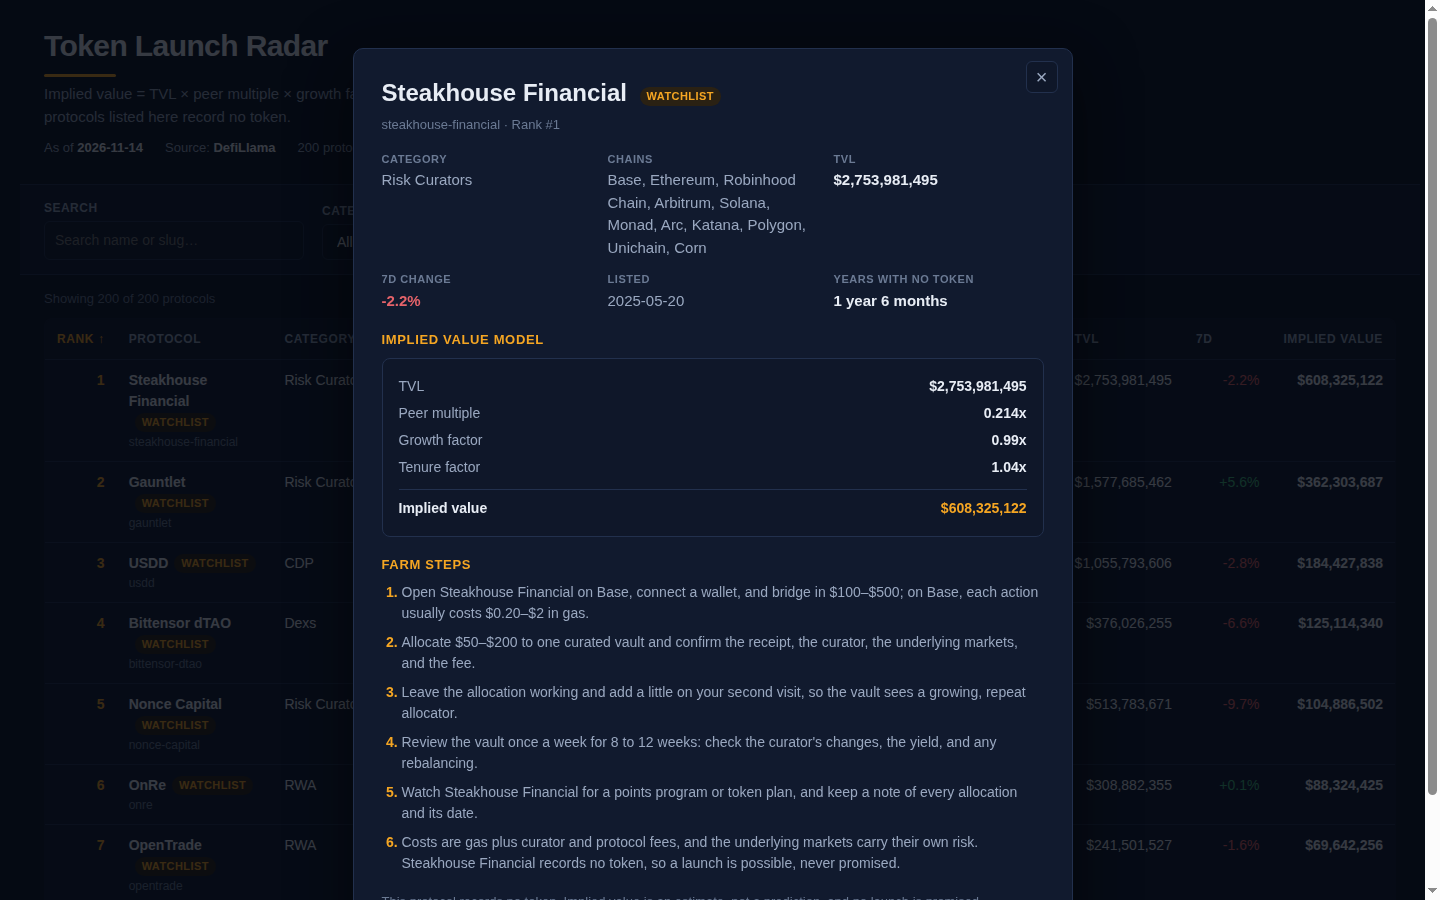 Token Launch Radar
Implied value = TVL × peer multiple × growth
protocols listed here record no token.
As of 2026-11-14 Source: DefiLlama 200
SEARCH
Search name or slug…
All
Showing 200 of 200 protocols
RANK ↑ PROTOCOL CATEGORY TVL 7D IMPLIED VALUE
1 Steakhouse Financial WATCHLIST steakhouse-financial Risk $2,753,981,495 -2.2% $608,325,122
2 Gauntlet WATCHLIST gauntlet Risk $1,577,685,462 +5.6% $362,303,687
3 USDD WATCHLIST usdd CDP $1,055,793,606 -2.8% $184,427,838
4 Bittensor dTAO WATCHLIST bittensor-dtao Dexs $376,026,255 -6.6% $125,114,340
5 Nonce Capital WATCHLIST nonce-capital Risk $513,783,671 -9.7% $104,886,502
6 OnRe WATCHLIST onre RWA $308,882,355 +0.1% $88,324,425
7 OpenTrade WATCHLIST opentrade RWA $241,501,527 -1.6% $69,642,256
×
Steakhouse Financial WATCHLIST
steakhouse-financial · Rank #1
CATEGORY
Risk Curators
CHAINS
Base, Ethereum, Robinhood
Chain, Arbitrum, Solana,
Monad, Arc, Katana, Polygon,
Unichain, Corn
TVL
$2,753,981,495
7D CHANGE
-2.2%
LISTED
2025-05-20
YEARS WITH NO TOKEN
1 year 6 months
IMPLIED VALUE MODEL
TVL $2,753,981,495
Peer multiple 0.214x
Growth factor 0.99x
Tenure factor 1.04x
Implied value $608,325,122
FARM STEPS
1. Open Steakhouse Financial on Base, connect a wallet, and bridge in $100–$500; on Base, each action
usually costs $0.20–$2 in gas.
2. Allocate $50–$200 to one curated vault and confirm the receipt, the curator, the underlying markets,
and the fee.
3. Leave the allocation working and add a little on your second visit, so the vault sees a growing, repeat
allocator.
4. Review the vault once a week for 8 to 12 weeks: check the curator's changes, the yield, and any
rebalancing.
5. Watch Steakhouse Financial for a points program or token plan, and keep a note of every allocation
and its date.
6. Costs are gas plus curator and protocol fees, and the underlying markets carry their own risk.
Steakhouse Financial records no token, so a launch is possible, never promised.